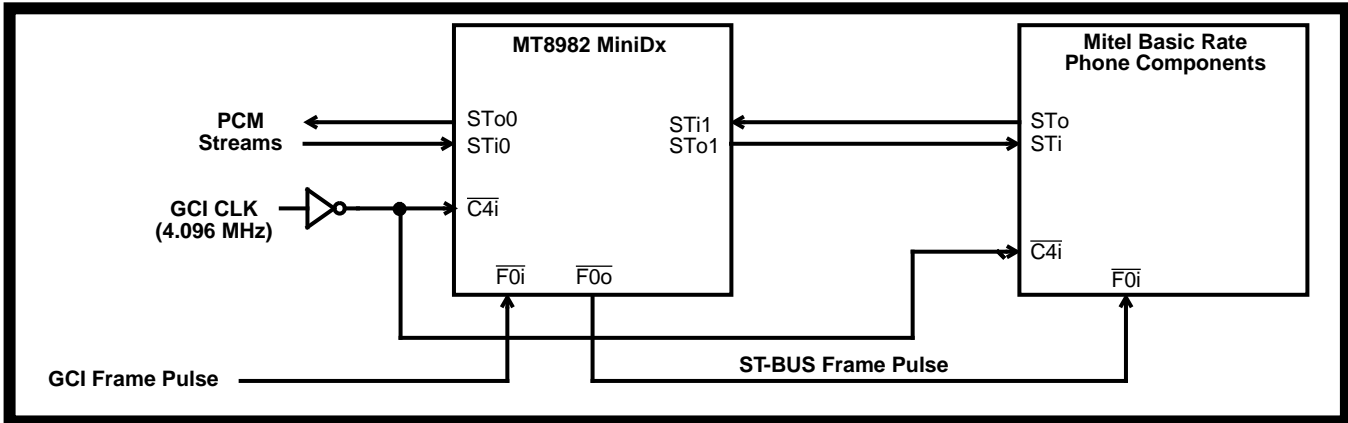 MT8982 MiniDx
Mitel Basic Rate
Phone Components
PCM
Streams
STo0
STi0
STi1
STo1
STo
STi
GCI CLK
(4.096 MHz)
C4i
C4i
F0i
F0o
F0i
GCI Frame Pulse
ST-BUS Frame Pulse